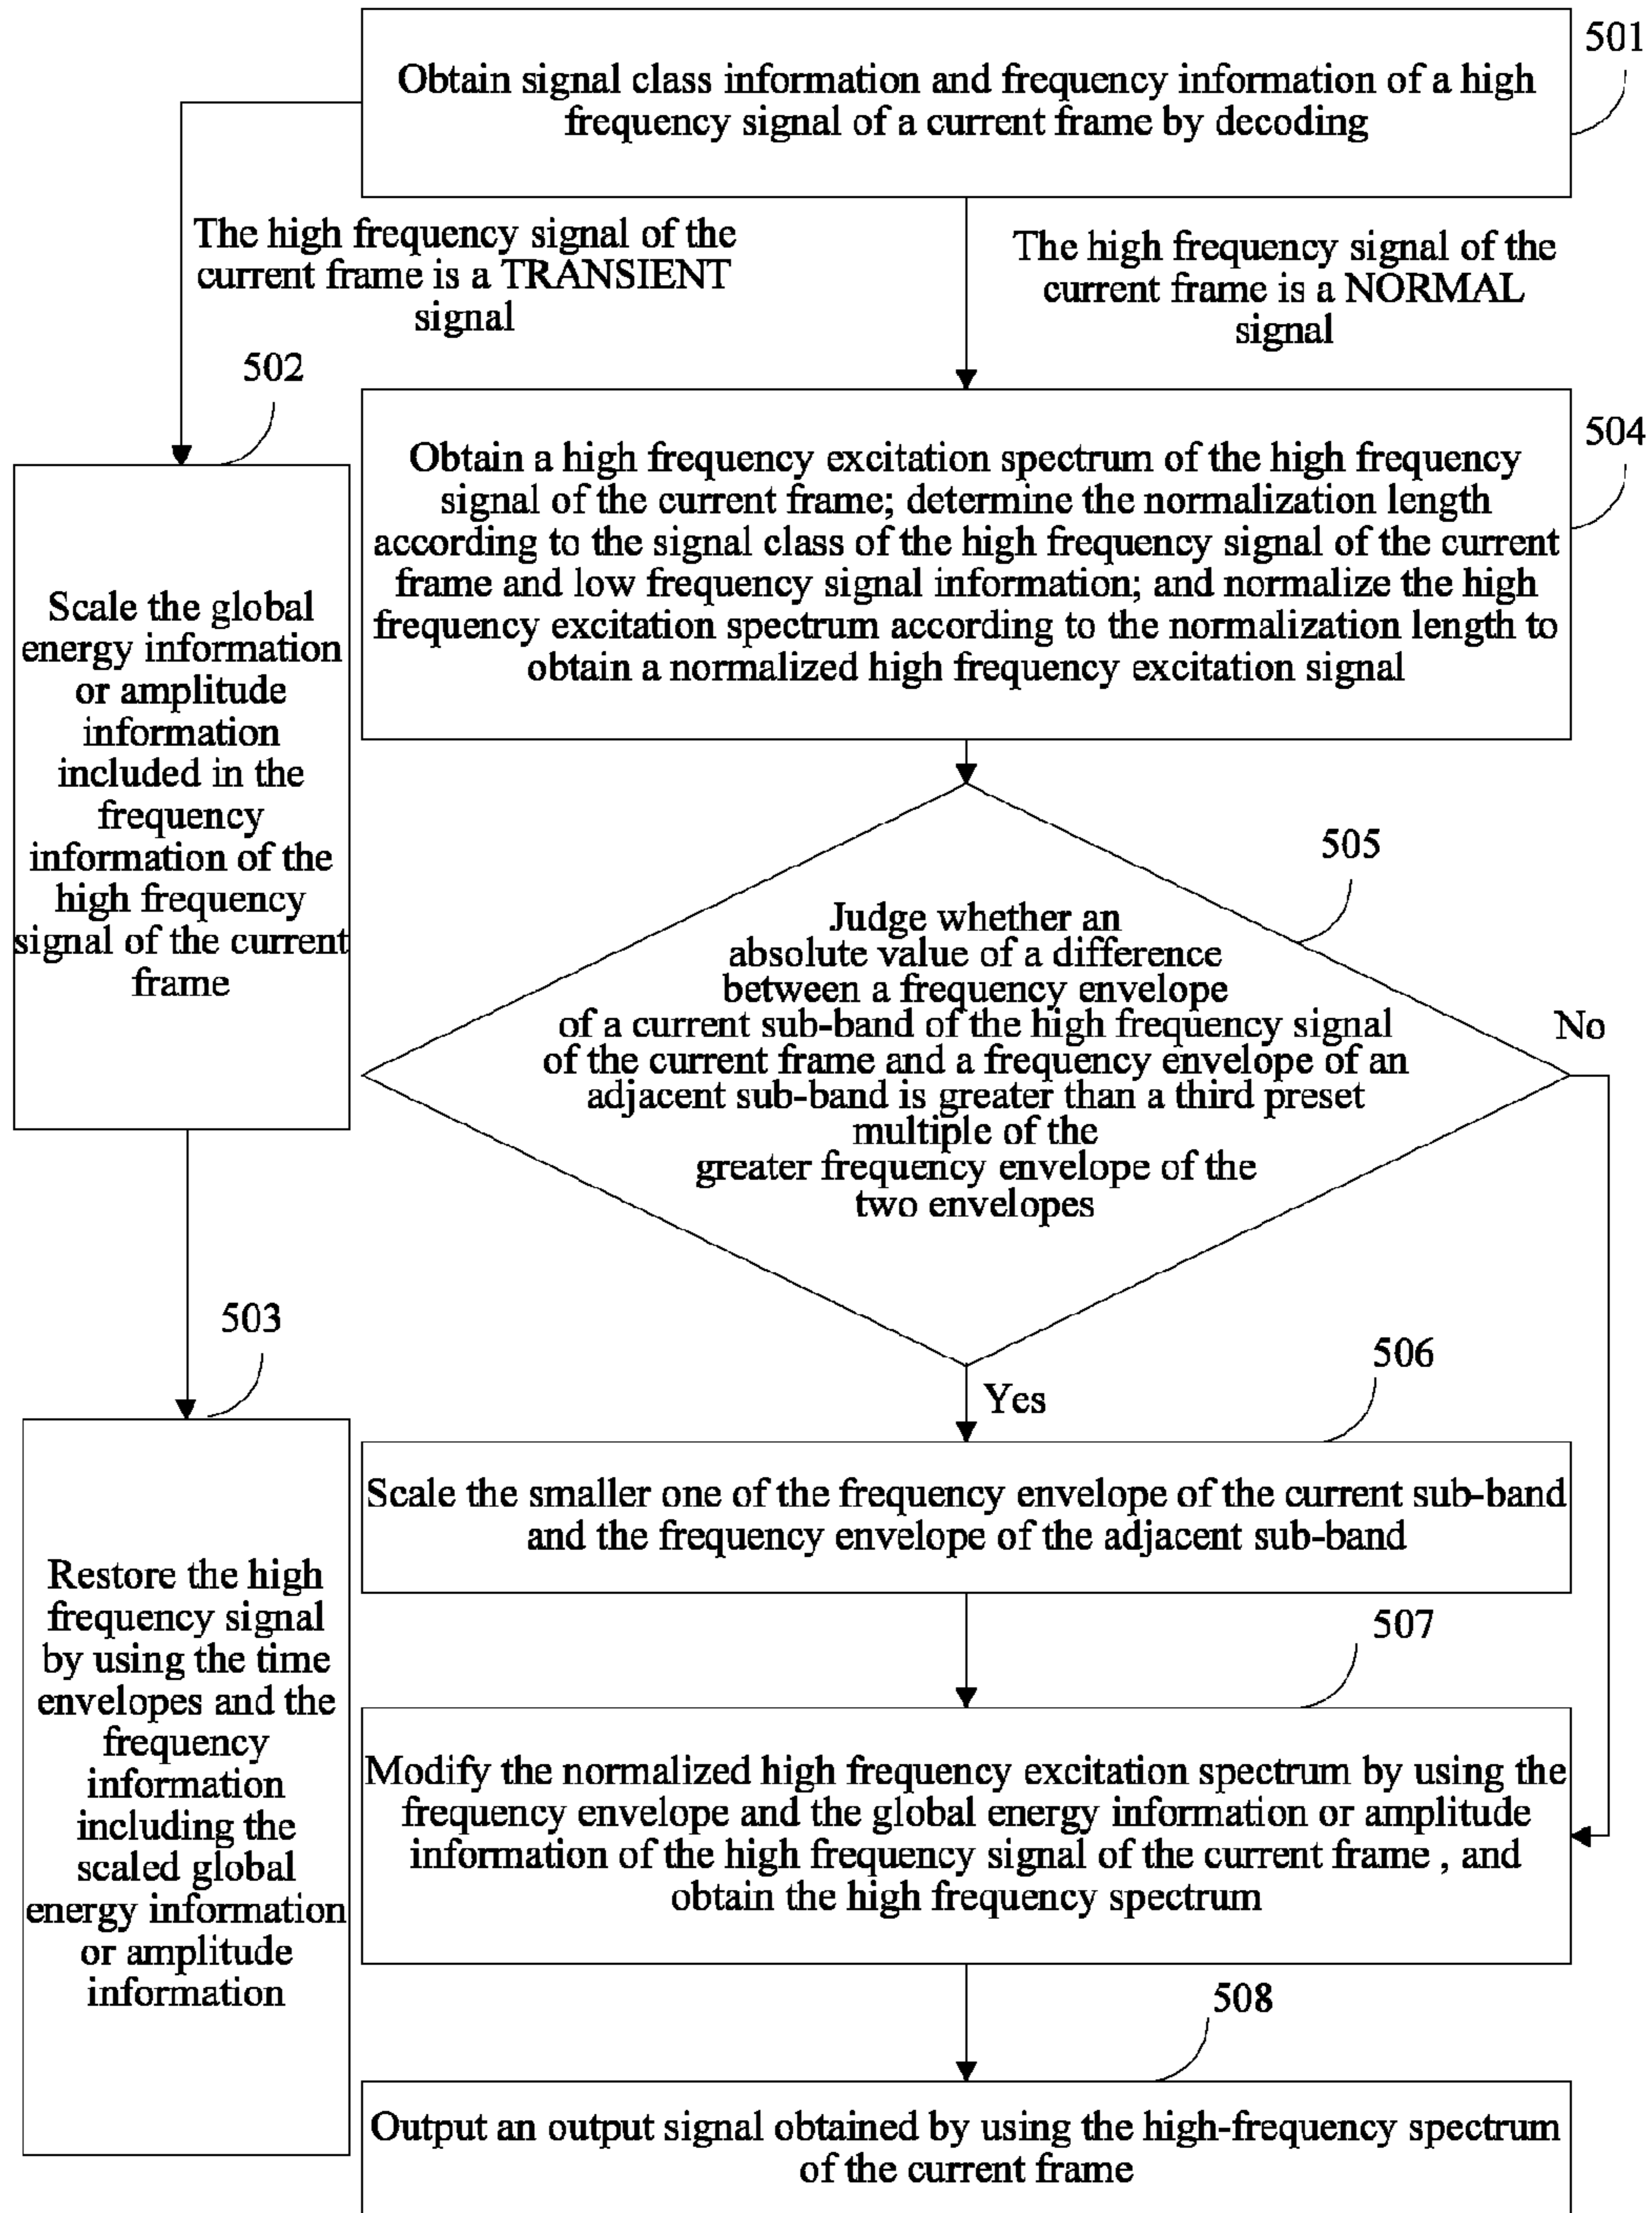 501
Obtain signal class information and frequency information of a high
frequency signal of a current frame by decoding
The high frequency signal of the
current frame is a TRANSIENT
signal
The high frequency signal of the
current frame is a NORMAL
signal
502
Scale the global
energy information
or amplitude
information
included in the
frequency
information of the
high frequency
signal of the current
frame
504
Obtain a high frequency excitation spectrum of the high frequency
signal of the current frame; determine the normalization length
according to the signal class of the high frequency signal of the current
frame and low frequency signal information; and normalize the high
frequency excitation spectrum according to the normalization length to
obtain a normalized high frequency excitation signal
505
Judge whether an
absolute value of a difference
between a frequency envelope
of a current sub-band of the high frequency signal
of the current frame and a frequency envelope of an
adjacent sub-band is greater than a third preset
multiple of the
greater frequency envelope of the
two envelopes
No
Yes
503
Restore the high
frequency signal
by using the time
envelopes and the
frequency
information
including the
scaled global
energy information
or amplitude
information
506
Scale the smaller one of the frequency envelope of the current sub-band
and the frequency envelope of the adjacent sub-band
507
Modify the normalized high frequency excitation spectrum by using the
frequency envelope and the global energy information or amplitude
information of the high frequency signal of the current frame , and
obtain the high frequency spectrum
508
Output an output signal obtained by using the high-frequency spectrum
of the current frame